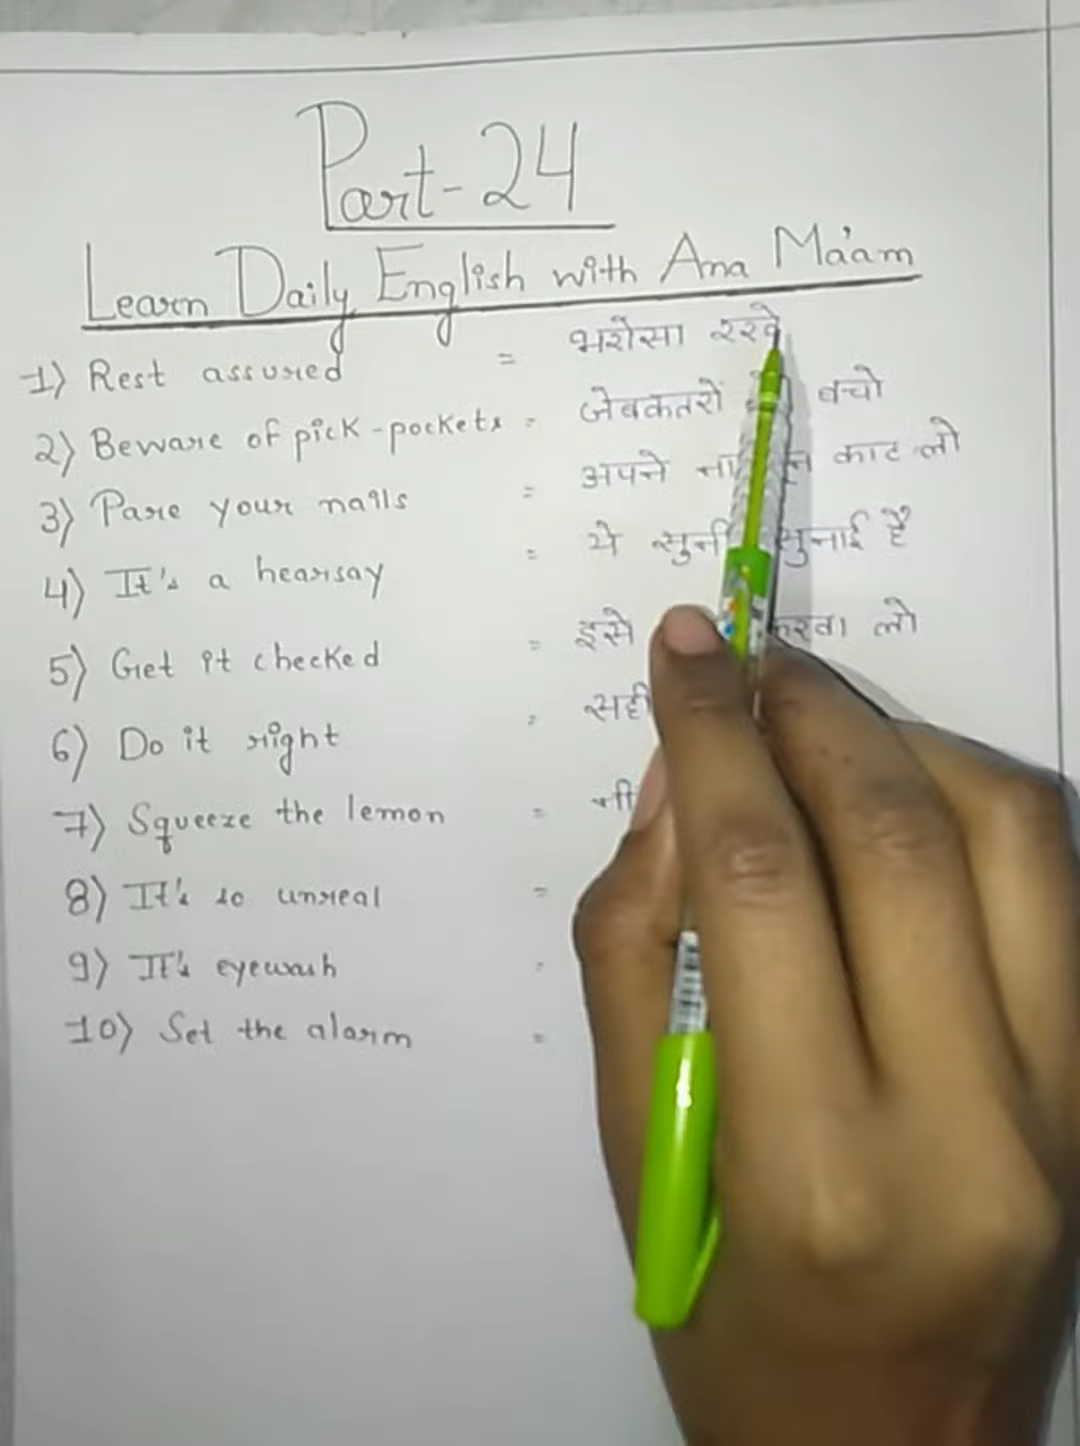 Part-24
Learn Daily English with Ana Ma'am
1) Rest assured = भरोसा रखे
2) Beware of pick-pockets = जेबकतरों बचो
3) Pare your nails = अपने काट लो
4) It's a hearsay = ये सुनी सुनाई है
5) Get it checked = इसे करवा लो
6) Do it right = सही
7) Squeeze the lemon =
8) It's so unreal =
9) It's eyewash =
10) Set the alarm =